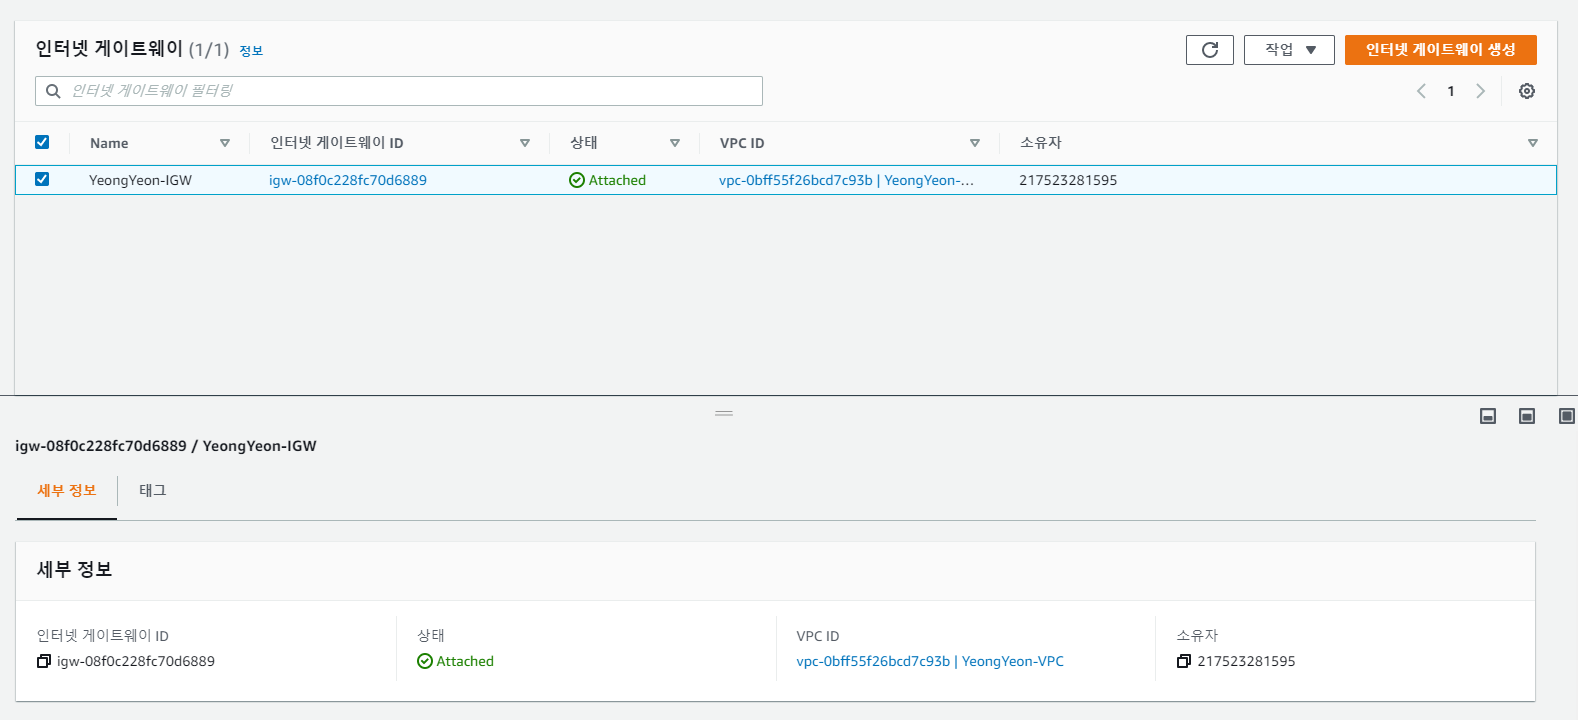 인터넷 게이트웨이 (1/1) 정보
작업
인터넷 게이트웨이 생성
인터넷 게이트웨이 필터링
1
Name 인터넷 게이트웨이 ID 상태 VPC ID 소유자
YeongYeon-IGW igw-08f0c228fc70d6889 Attached vpc-0bff55f26bcd7c93b | YeongYeon-... 217523281595
igw-08f0c228fc70d6889 / YeongYeon-IGW
세부 정보 태그
세부 정보
인터넷 게이트웨이 ID 상태 VPC ID 소유자
igw-08f0c228fc70d6889 Attached vpc-0bff55f26bcd7c93b | YeongYeon-VPC 217523281595